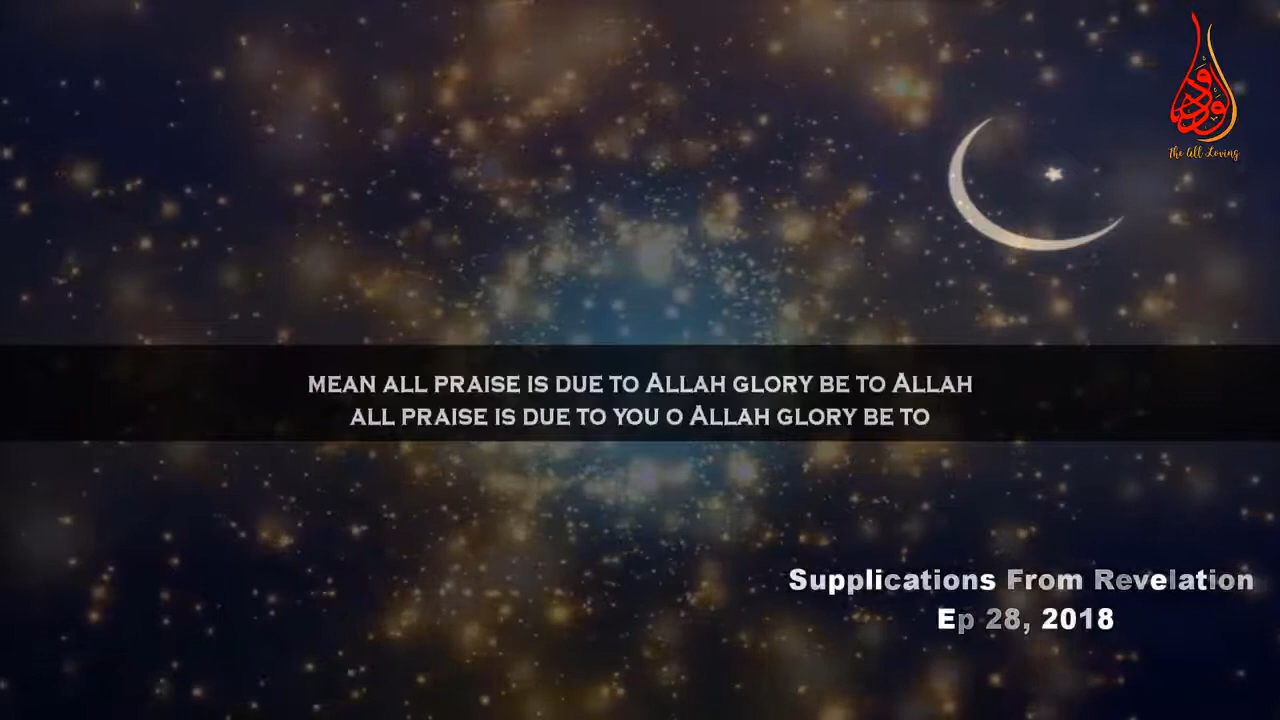 الودود
The All Loving
MEAN ALL PRAISE IS DUE TO ALLAH GLORY BE TO ALLAH
ALL PRAISE IS DUE TO YOU O ALLAH GLORY BE TO
Supplications From Revelation
Ep 28, 2018